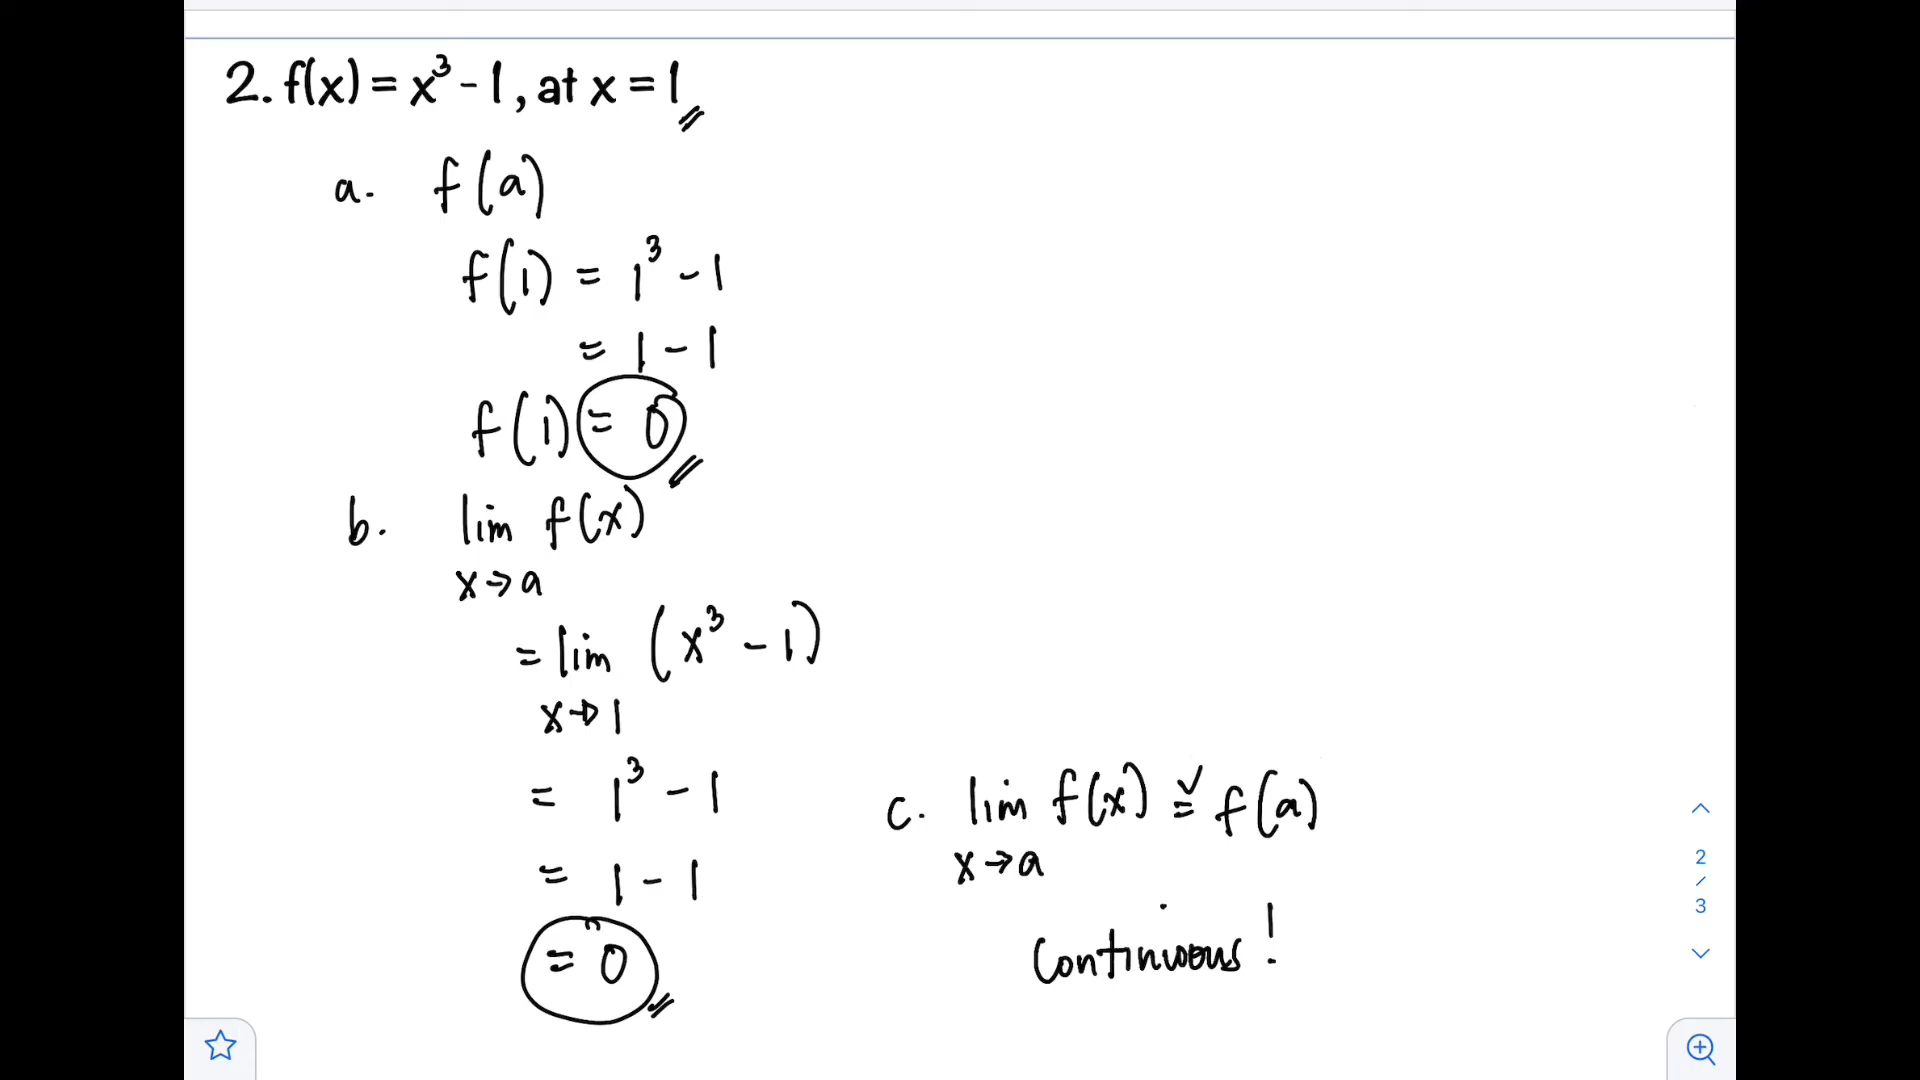 2. f(x) = x³ - 1, at x = 1
a. f(a)
f(1) = 1³ - 1
= 1 - 1
f(1) = 0
b. lim f(x)
x→a
= lim (x³ - 1)
x→1
= 1³ - 1
= 1 - 1
= 0
c. lim f(x) = f(a)
x→a
Continuous!
2
/
3